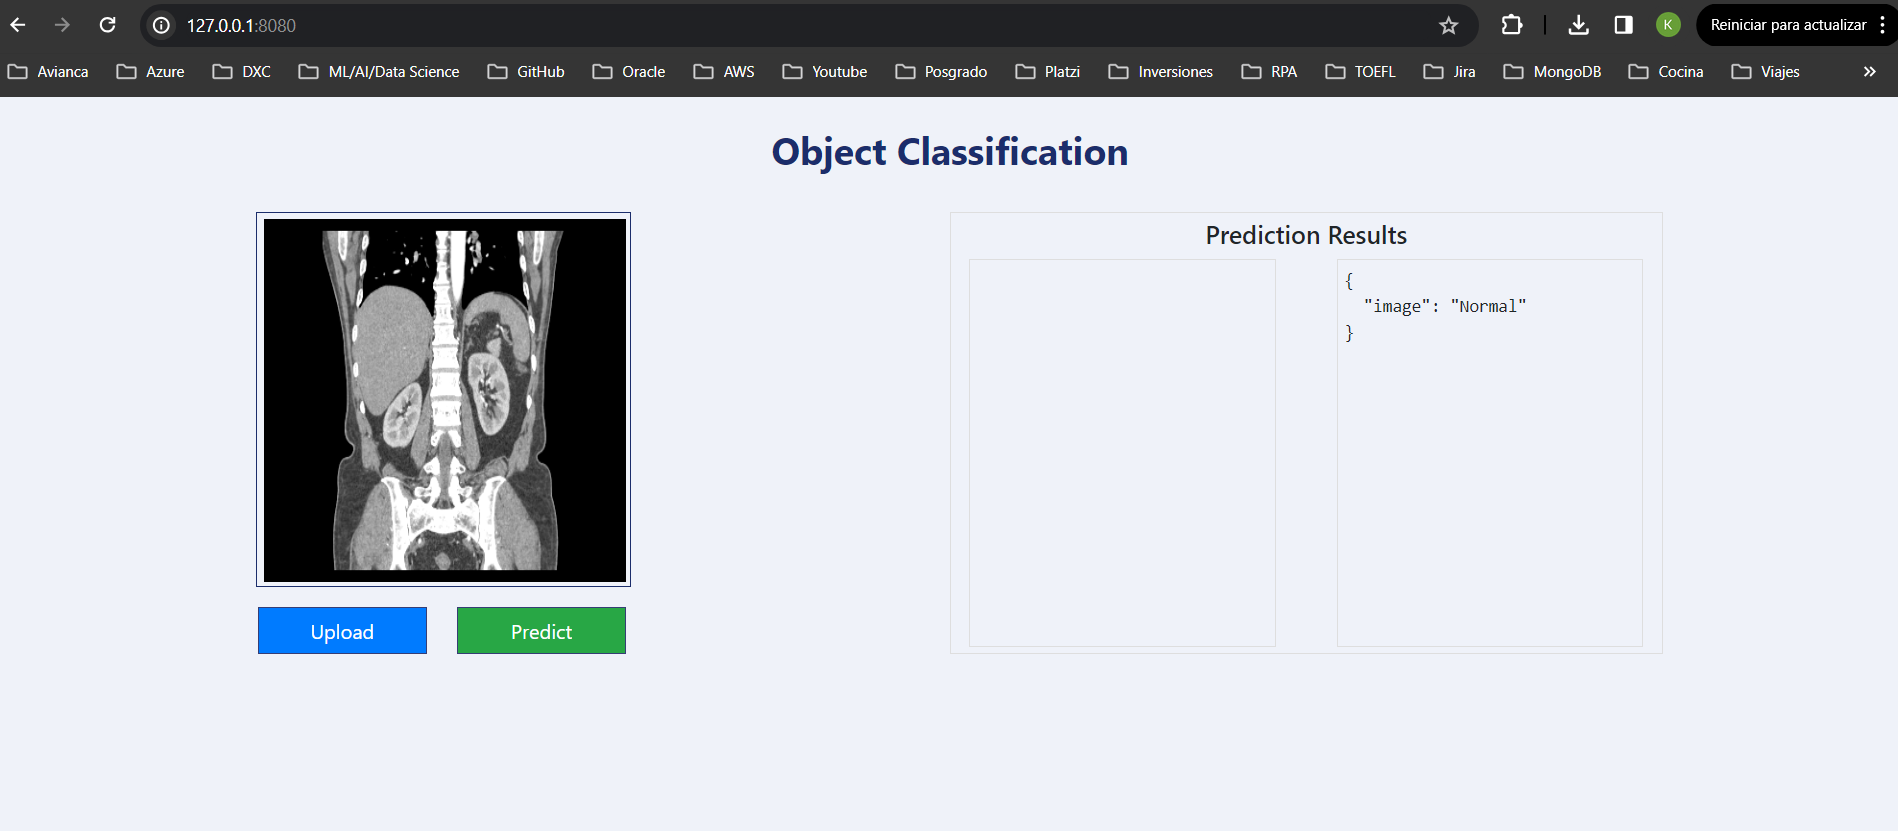 127.0.0.1:8080
K
Reiniciar para actualizar
Avianca Azure DXC ML/AI/Data Science GitHub Oracle AWS Youtube Posgrado Platzi Inversiones RPA TOEFL Jira MongoDB Cocina Viajes
Object Classification
Prediction Results
{
"image": "Normal"
}
Upload Predict